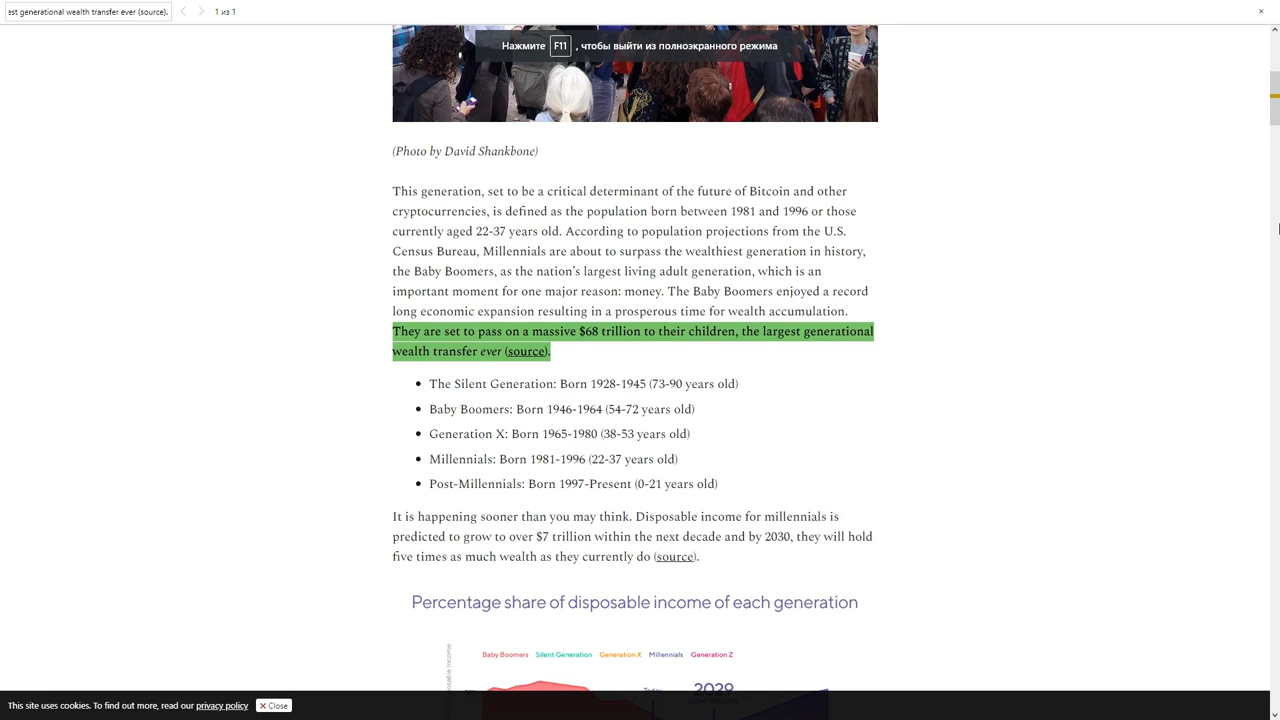 est generational wealth transfer ever (source).
1 из 1
Нажмите F11 , чтобы выйти из полноэкранного режима
(Photo by David Shankbone)
This generation, set to be a critical determinant of the future of Bitcoin and other
cryptocurrencies, is defined as the population born between 1981 and 1996 or those
currently aged 22-37 years old. According to population projections from the U.S.
Census Bureau, Millennials are about to surpass the wealthiest generation in history,
the Baby Boomers, as the nation's largest living adult generation, which is an
important moment for one major reason: money. The Baby Boomers enjoyed a record
long economic expansion resulting in a prosperous time for wealth accumulation.
They are set to pass on a massive $68 trillion to their children, the largest generational
wealth transfer ever (source).
• The Silent Generation: Born 1928-1945 (73-90 years old)
• Baby Boomers: Born 1946-1964 (54-72 years old)
• Generation X: Born 1965-1980 (38-53 years old)
• Millennials: Born 1981-1996 (22-37 years old)
• Post-Millennials: Born 1997-Present (0-21 years old)
It is happening sooner than you may think. Disposable income for millennials is
predicted to grow to over $7 trillion within the next decade and by 2030, they will hold
five times as much wealth as they currently do (source).
Percentage share of disposable income of each generation
Baby Boomers Silent Generation Generation X Millennials Generation Z
Today
2029
This site uses cookies. To find out more, read our privacy policy
Close